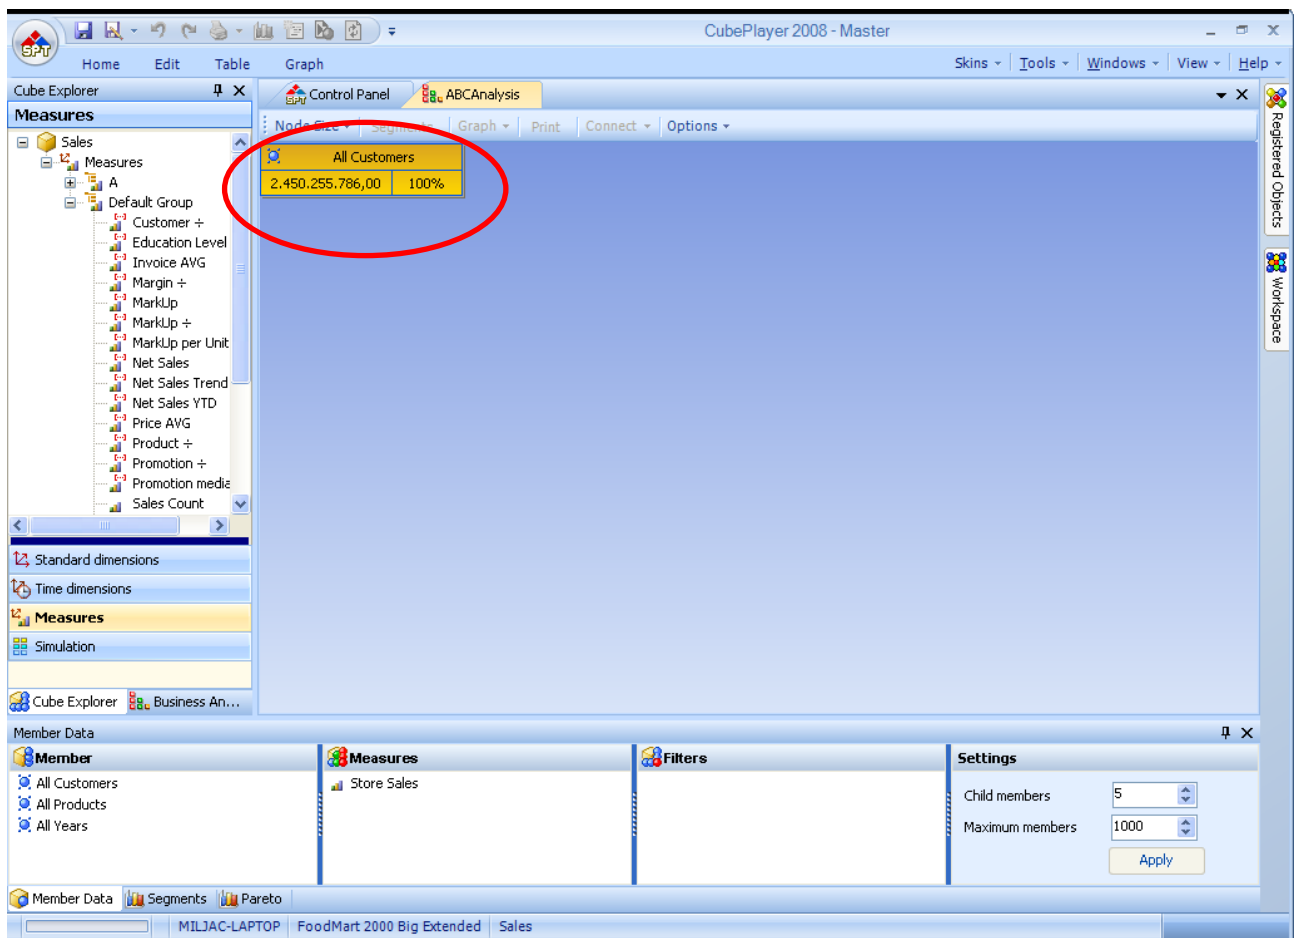 CubePlayer 2008 - Master
SPT
Home Edit Table Graph
Skins Tools Windows View Help
Cube Explorer
Control Panel ABCAnalysis
Measures
Node Size Segments Graph Print Connect Options
Sales
Measures
A
Default Group
Customer ÷
Education Level
Invoice AVG
Margin ÷
MarkUp
MarkUp ÷
MarkUp per Unit
Net Sales
Net Sales Trend
Net Sales YTD
Price AVG
Product ÷
Promotion ÷
Promotion media
Sales Count
All Customers
2.450.255.786,00 100%
Registered Objects
Workspace
Standard dimensions
Time dimensions
Measures
Simulation
Cube Explorer Business An...
Member Data
Member Measures Filters Settings
All Customers
All Products
All Years
Store Sales
Child members 5
Maximum members 1000
Apply
Member Data Segments Pareto
MILJAC-LAPTOP FoodMart 2000 Big Extended Sales